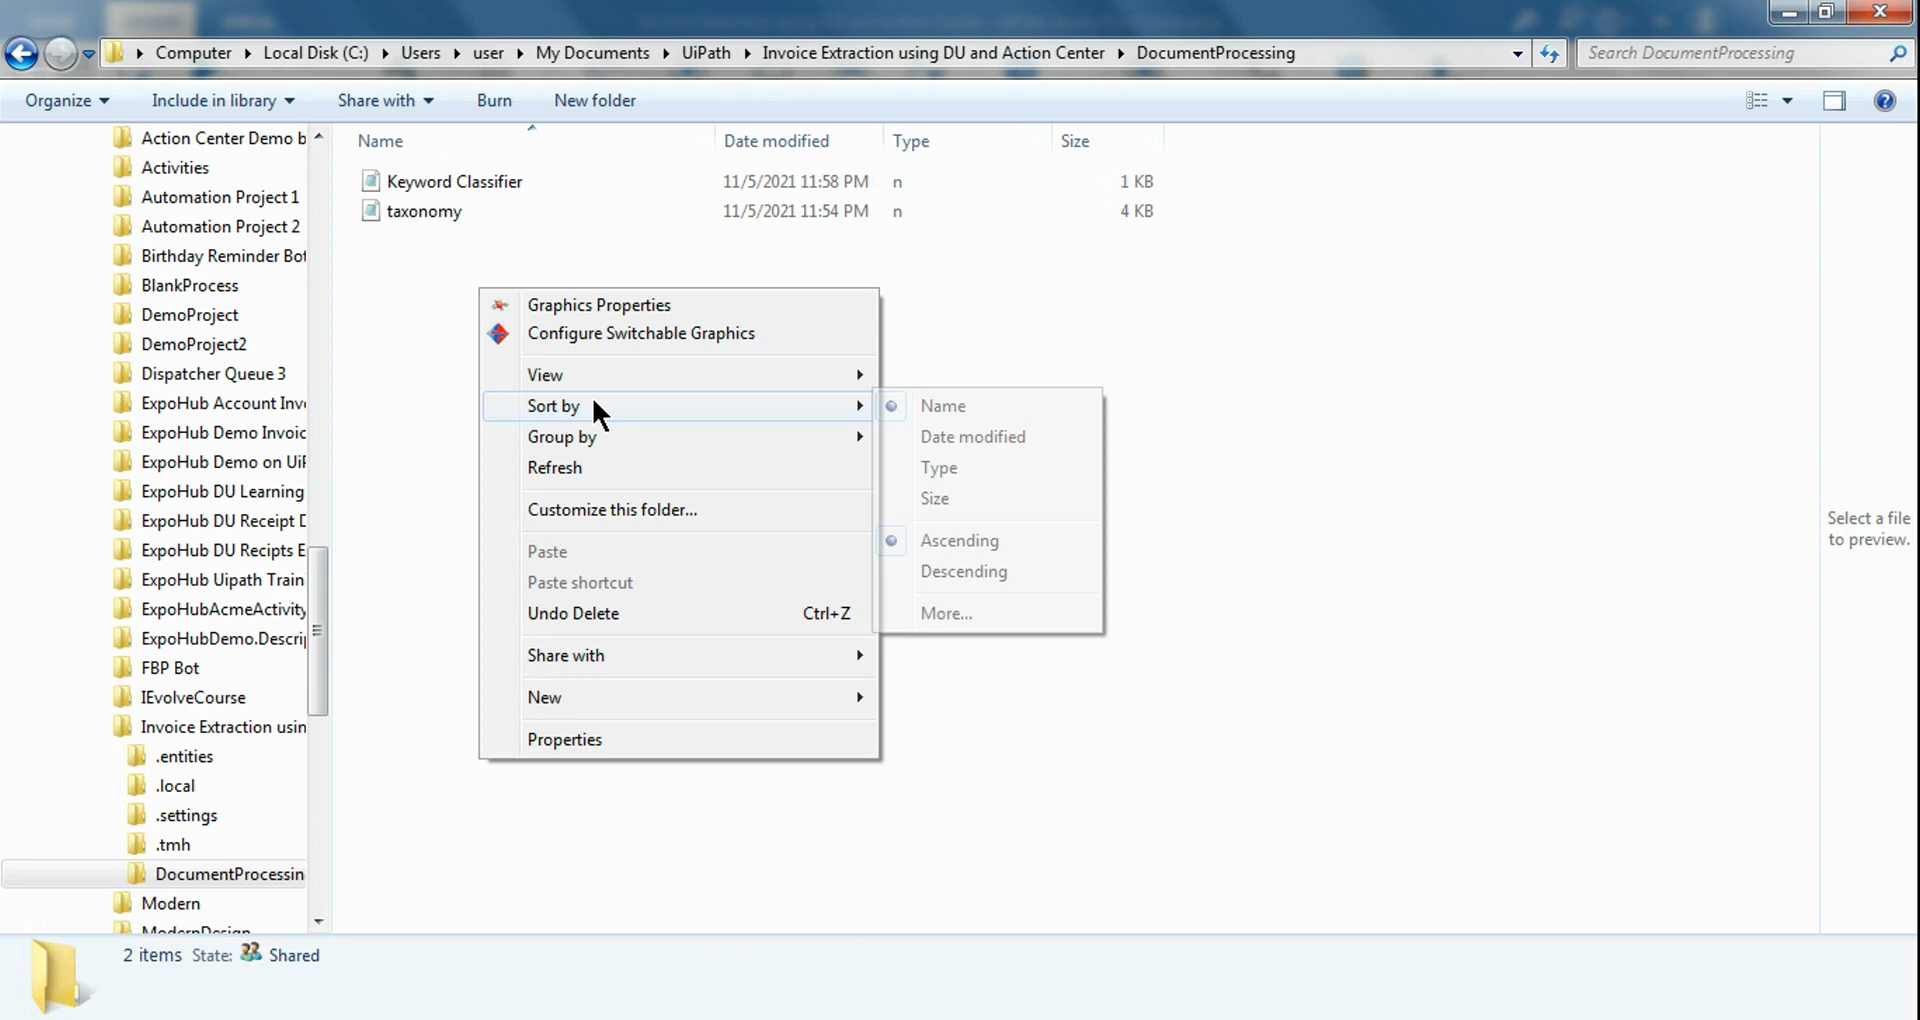 Computer Local Disk (C:) Users user My Documents UiPath Invoice Extraction using DU and Action Center DocumentProcessing Search DocumentProcessing
Organize Include in library Share with Burn New folder
Name Date modified Type Size
Keyword Classifier 11/5/2021 11:58 PM n 1 KB
taxonomy 11/5/2021 11:54 PM n 4 KB
Action Center Demo b
Activities
Automation Project 1
Automation Project 2
Birthday Reminder Bot
BlankProcess
DemoProject
DemoProject2
Dispatcher Queue 3
ExpoHub Account Inv
ExpoHub Demo Invoic
ExpoHub Demo on UiP
ExpoHub DU Learning
ExpoHub DU Receipt
ExpoHub DU Recipts E
ExpoHub Uipath Train
ExpoHubAcmeActivity
ExpoHubDemo.Descrip
FBP Bot
IEvolveCourse
Invoice Extraction usin
.entities
.local
.settings
.tmh
DocumentProcessin
Modern
ModernDesign
Graphics Properties
Configure Switchable Graphics
View
Sort by
Group by
Refresh
Customize this folder...
Paste
Paste shortcut
Undo Delete Ctrl+Z
Share with
New
Properties
Name
Date modified
Type
Size
Ascending
Descending
More...
Select a file
to preview.
2 items State: Shared